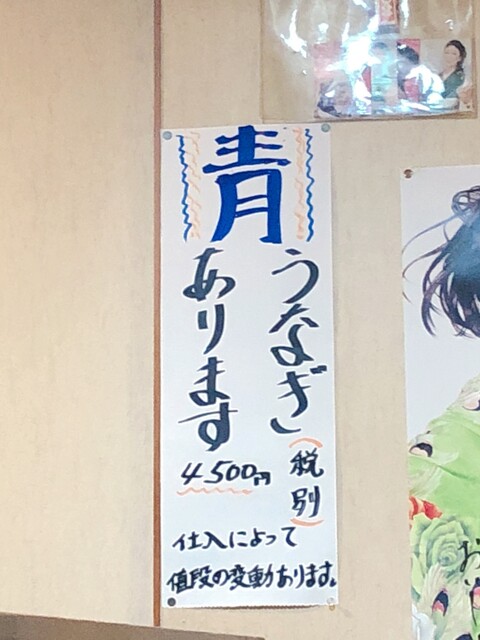 青
うなぎ
あります
(税別)
4500円
仕入によって
値段の変動あります。